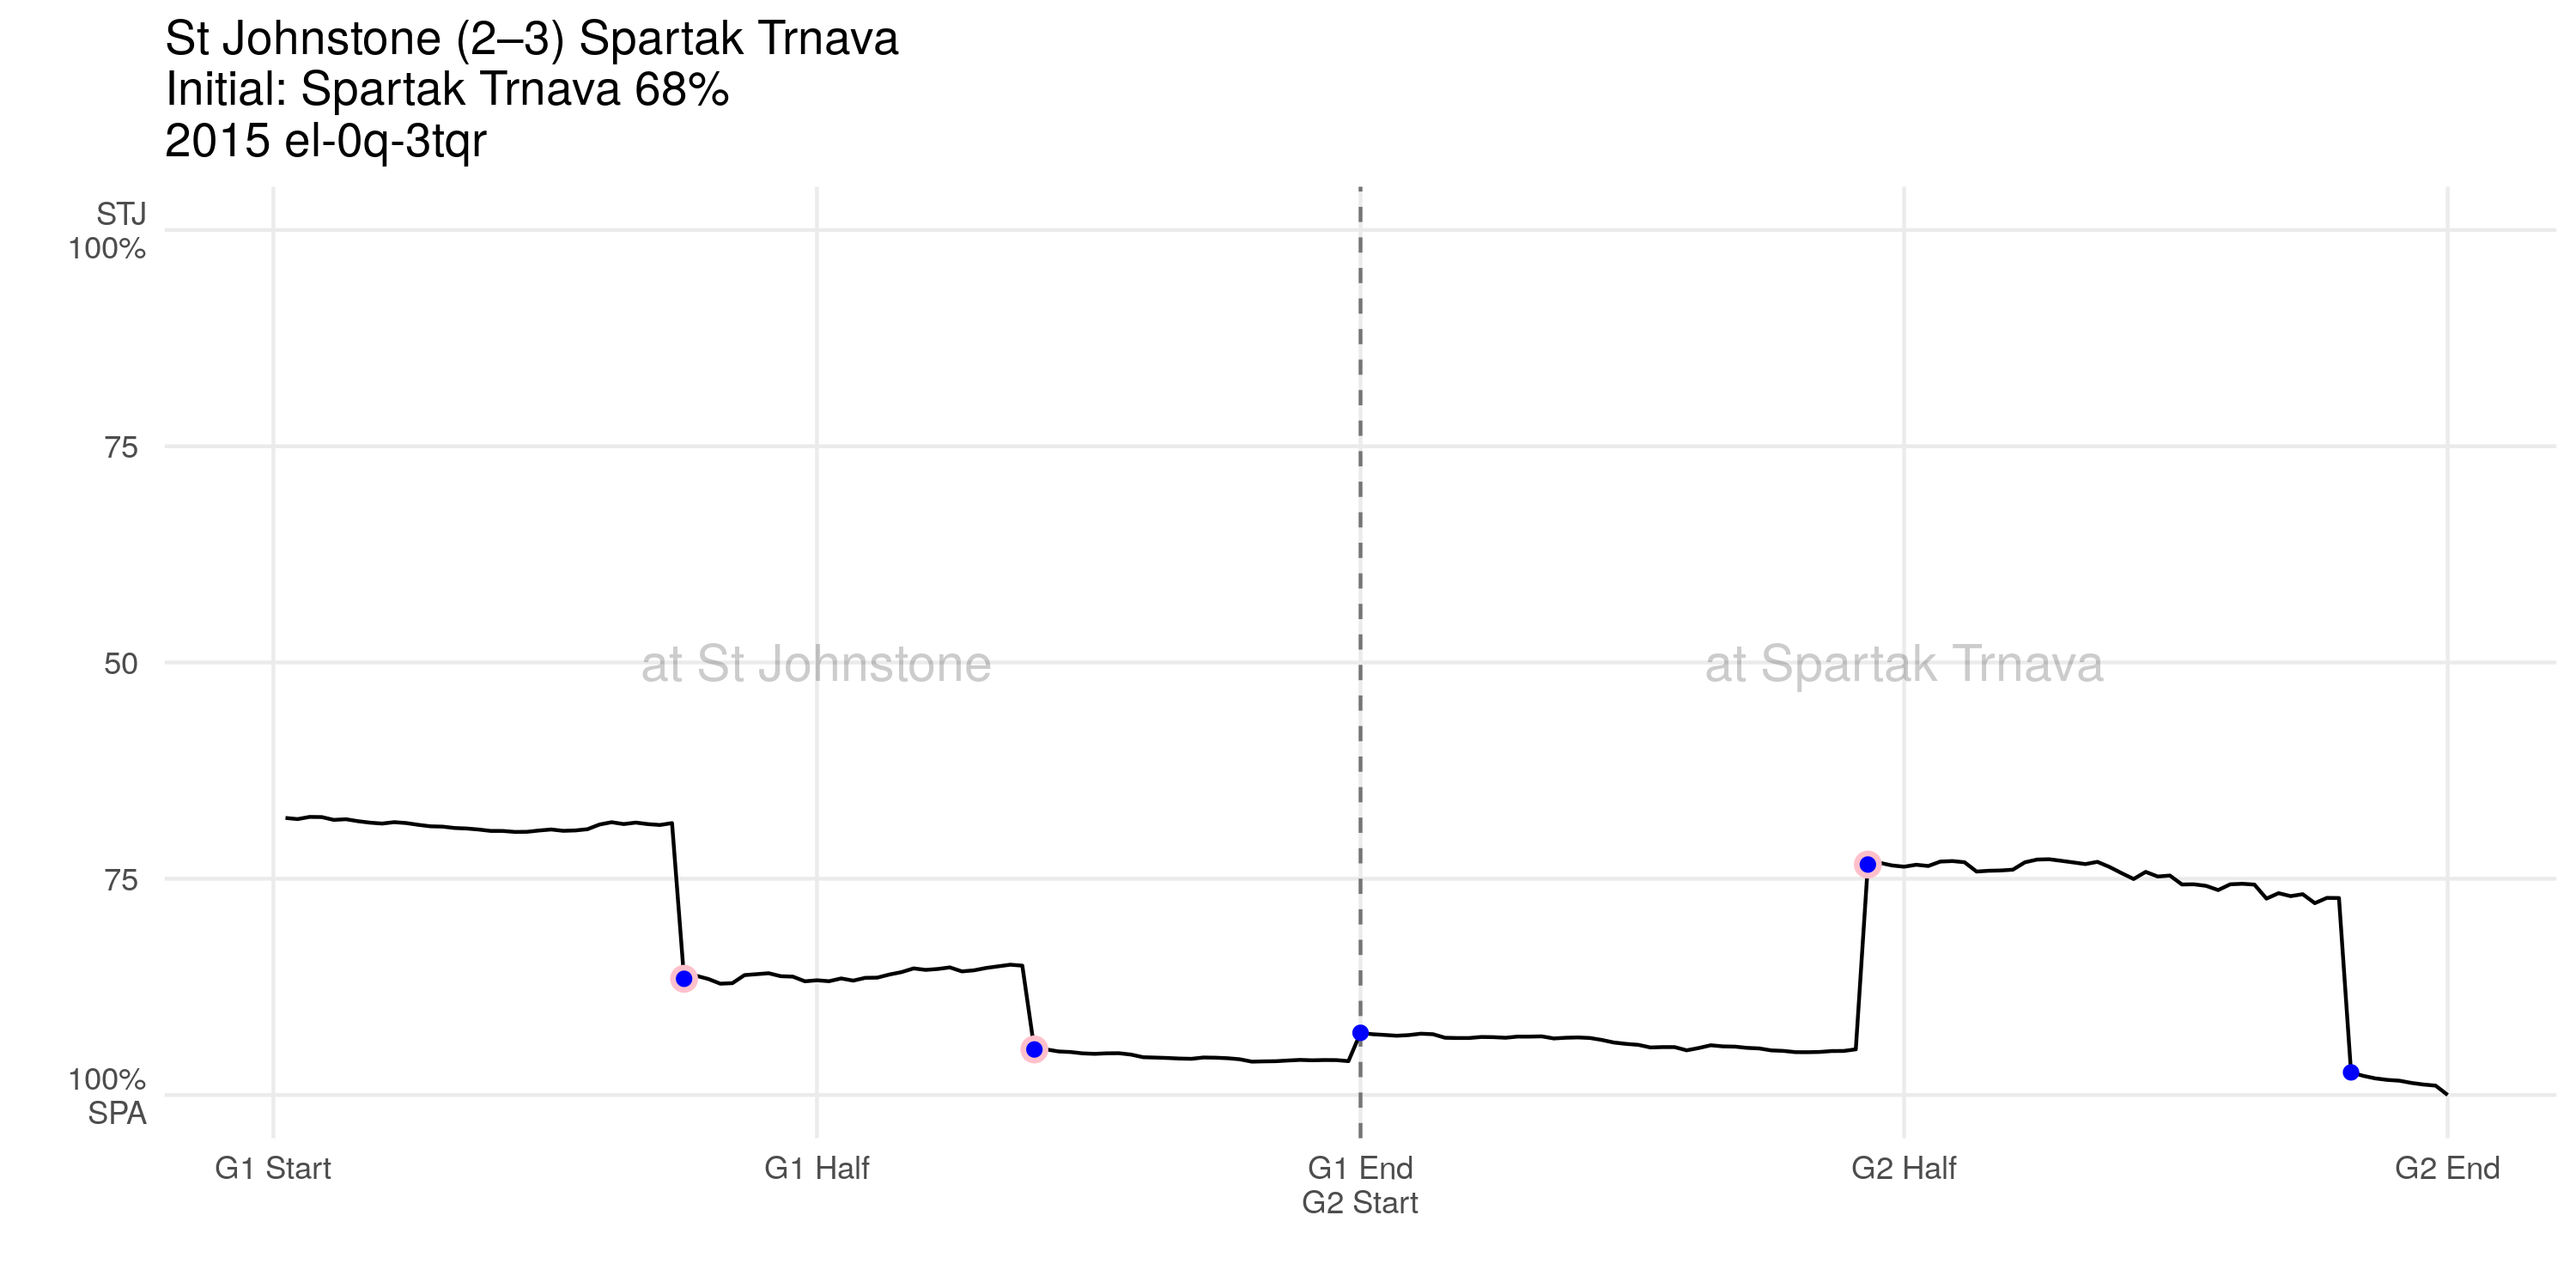 St Johnstone (2–3) Spartak Trnava
Initial: Spartak Trnava 68%
2015 el-0q-3tqr
STJ
100%
75
50
75
100%
SPA
at St Johnstone
at Spartak Trnava
G1 Start
G1 Half
G1 End
G2 Start
G2 Half
G2 End